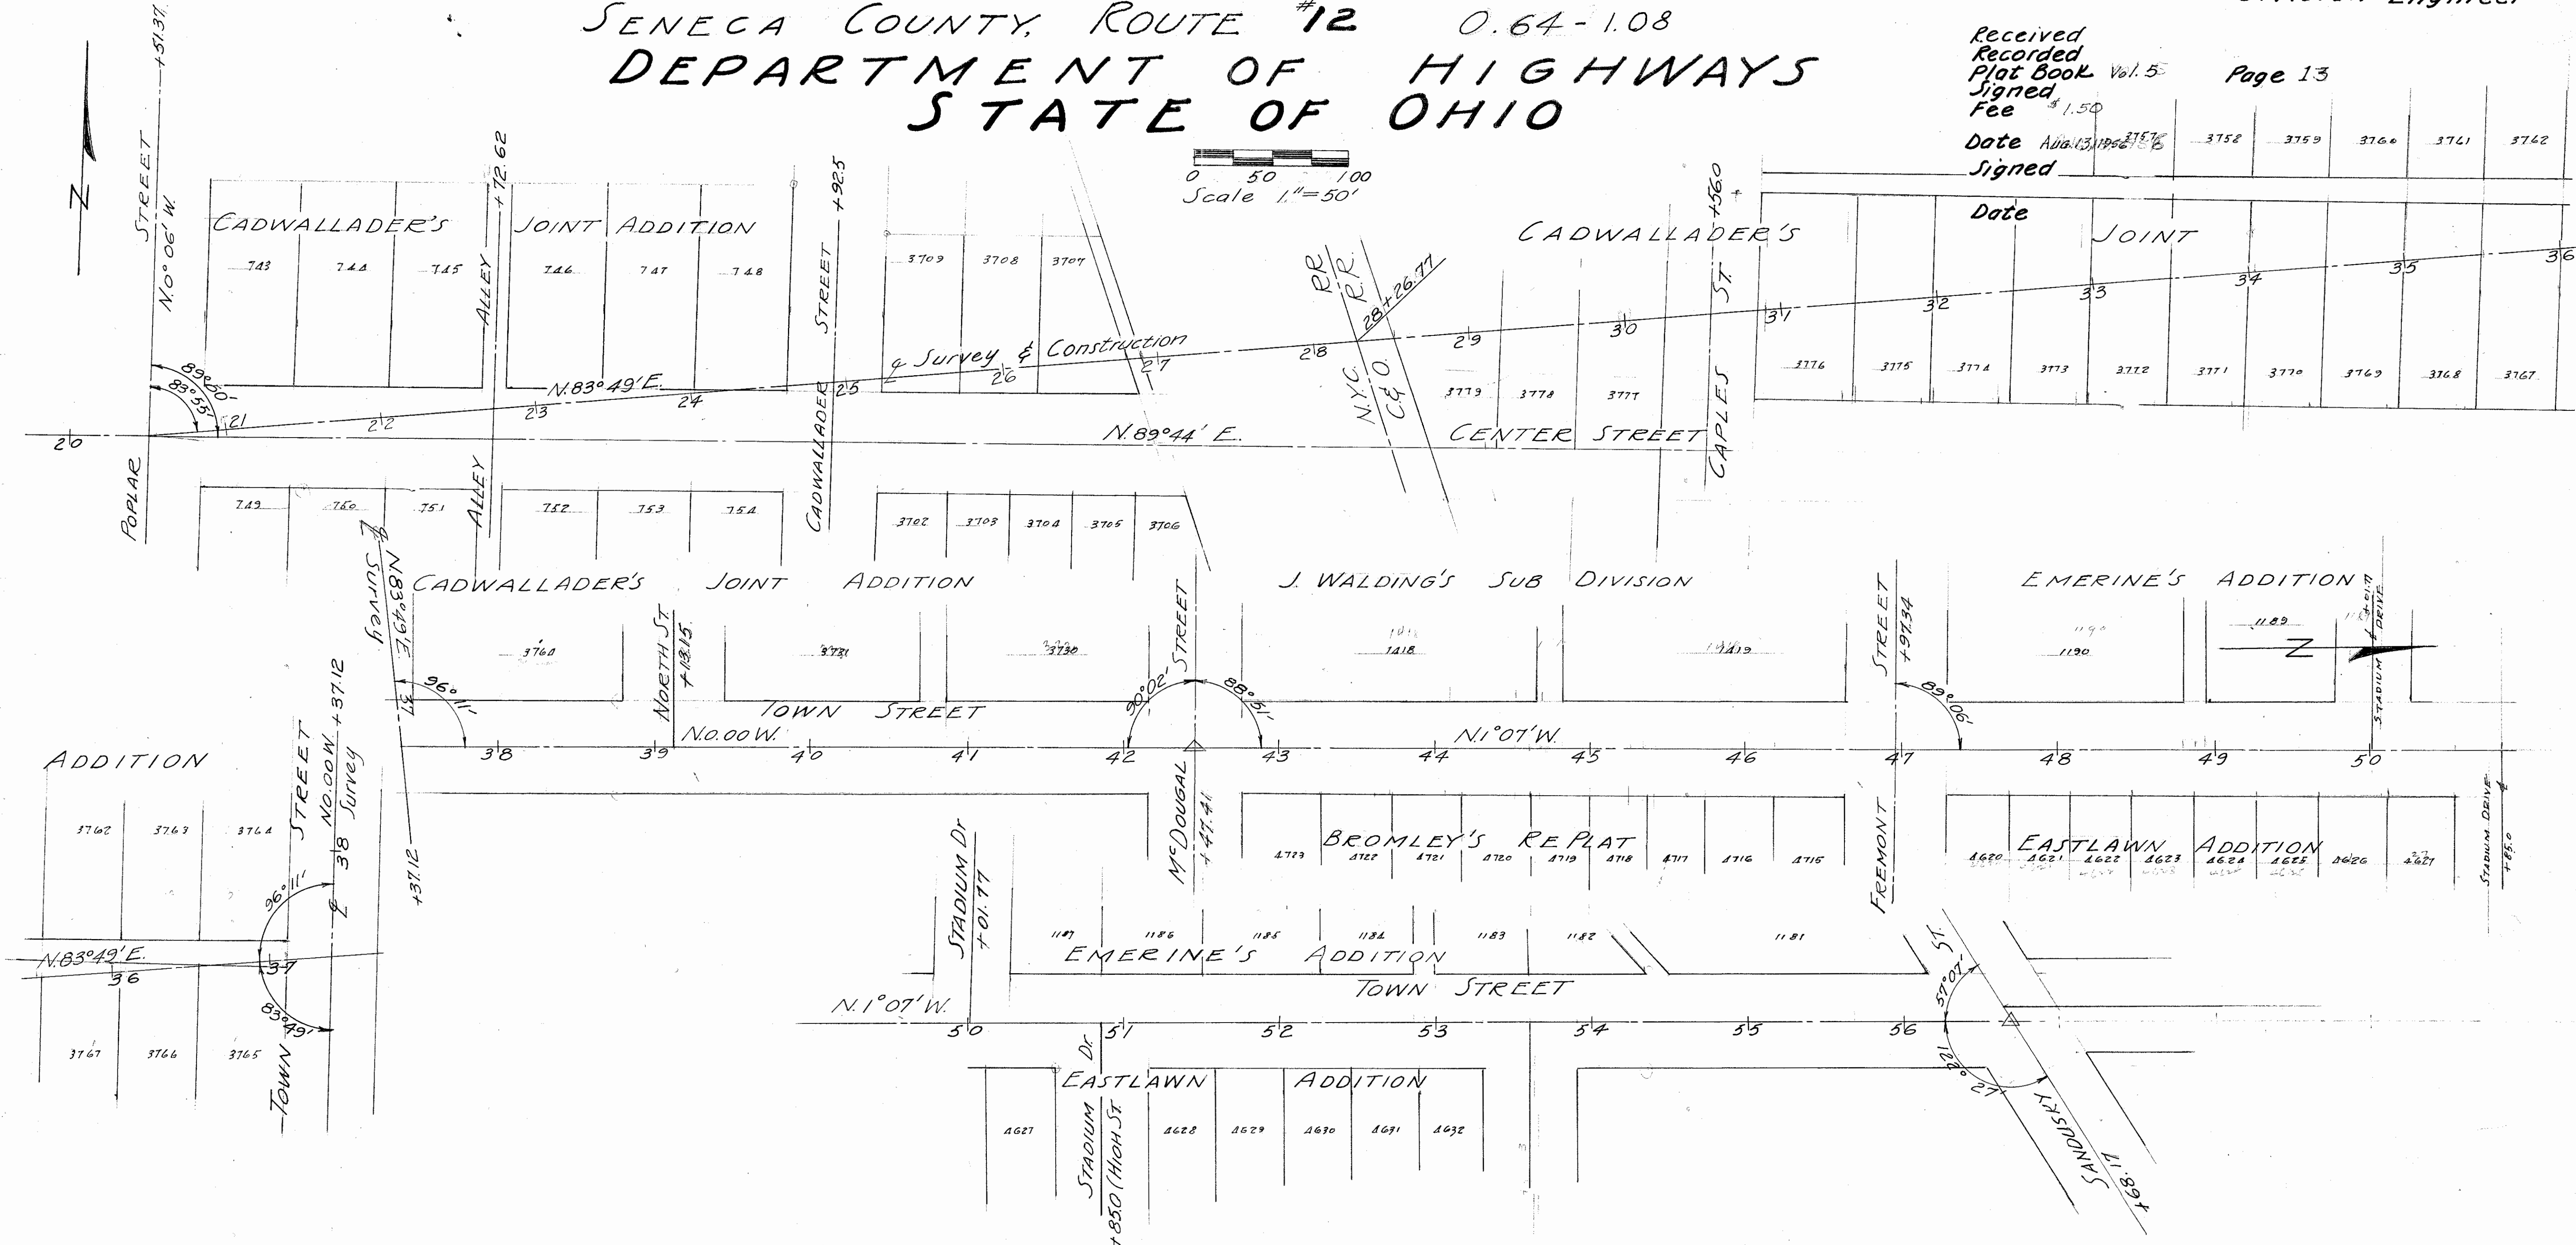 SENECA COUNTY, ROUTE #12 0.64-1.08
DEPARTMENT OF HIGHWAYS
STATE OF OHIO
0 50 100
Scale 1"=50'
Engineer
Received
Recorded
Plat Book Vol. 5 Page 13
Signed
Fee $1.50
Date Aug. 13, 1956
Signed
Date
3758 3759 3760 3761 3762
N
STREET +51.37
N.0°06'W.
POPLAR
CADWALLADER'S JOINT ADDITION
743 744 745 746 747 748
ALLEY +72.62
STREET +92.5
3709 3708 3707
RR
R.R.
28+26.77
CADWALLADER'S JOINT
ST. +56.0
89°50'
83°55'
N.83°49'E.
℄ Survey & Construction
20 21 22 23 24 25 26 27 28 29 30 31 32 33 34 35 36
N.Y.C.
C.&O.
3779 3778 3777
3776 3775 3774 3773 3772 3771 3770 3769 3768 3767
N.89°44' E.
CENTER STREET
CAPLES
CADWALLADER
ALLEY
749 750 751 752 753 754
3702 3703 3704 3705 3706
℄ Survey
N.83°49'E.
CADWALLADER'S JOINT ADDITION
J. WALDING'S SUB DIVISION
EMERINE'S ADDITION
3764 3731 3730 1418 1419 1190 1189
NORTH ST.
+13.15
STREET
STREET
+97.34
+01.77
STADIUM DRIVE
N
96°11'
90°02'
88°51'
89°06'
TOWN STREET
N.0.00W.
N.1°07'W.
37 38 39 40 41 42 43 44 45 46 47 48 49 50
+37.12
McDOUGAL
+47.41
FREMONT
STADIUM DRIVE
+85.0
BROMLEY'S REPLAT
4723 4722 4721 4720 4719 4718 4717 4716 4715
EASTLAWN ADDITION
4620 4621 4622 4623 4624 4625 4626 4627
ADDITION
3762 3763 3764
STREET
N.0.00W. +37.12
38 Survey
℄
96°11'
N.83°49'E.
36 37
83°49'
3767 3766 3765
TOWN
STADIUM Dr
+01.77
1187 1186 1185 1184 1183 1182 1181
EMERINE'S ADDITION
TOWN STREET
N.1°07'W.
50 51 52 53 54 55 56
ST.
57°07'
SANDUSKY
+68.17
EASTLAWN ADDITION
4627 4628 4629 4630 4631 4632
STADIUM Dr.
+85.0 (HIGH ST.